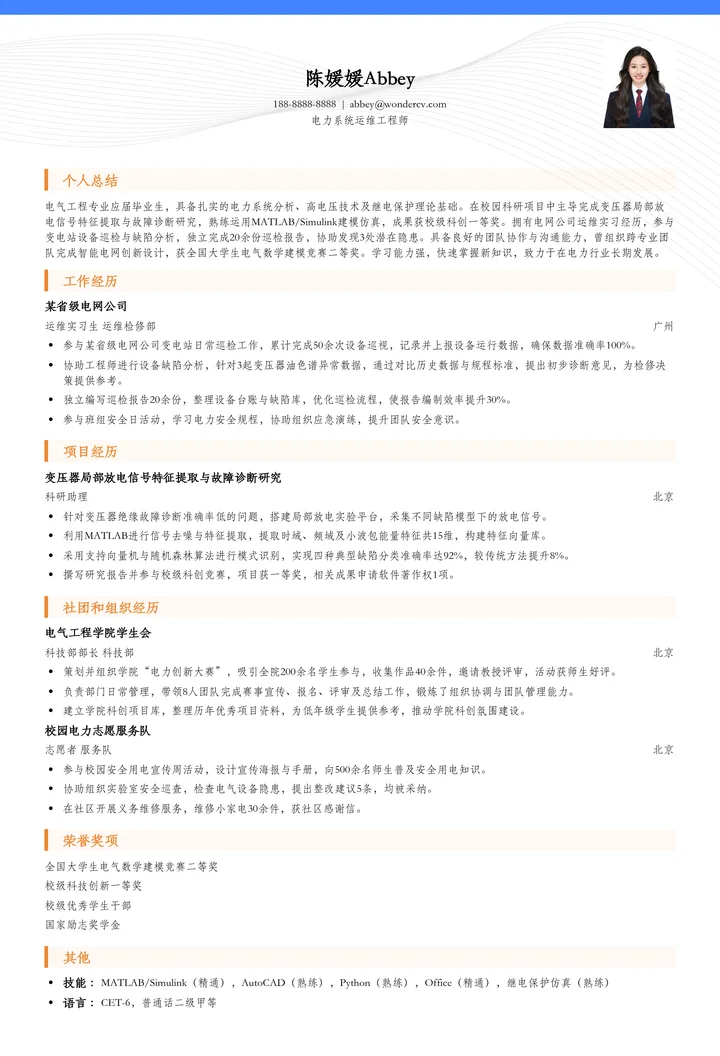 陈媛媛Abbey
188-8888-8888 | abbey@wondercv.com
电力系统运维工程师
个人总结
电气工程专业应届毕业生，具备扎实的电力系统分析、高电压技术及继电保护理论基础。在校园科研项目中主导完成变压器局部放
电信号特征提取与故障诊断研究，熟练运用MATLAB/Simulink建模仿真，成果获校级科创一等奖。拥有电网公司运维实习经历，参与
变电站设备巡检与缺陷分析，独立完成20余份巡检报告，协助发现3处潜在隐患。具备良好的团队协作与沟通能力，曾组织跨专业团
队完成智能电网创新设计，获全国大学生电气数学建模竞赛二等奖。学习能力强，快速掌握新知识，致力于在电力行业长期发展。
工作经历
某省级电网公司
运维实习生 运维检修部 广州
• 参与某省级电网公司变电站日常巡检工作，累计完成50余次设备巡视，记录并上报设备运行数据，确保数据准确率100%。
• 协助工程师进行设备缺陷分析，针对3起变压器油色谱异常数据，通过对比历史数据与规程标准，提出初步诊断意见，为检修决
策提供参考。
• 独立编写巡检报告20余份，整理设备台账与缺陷库，优化巡检流程，使报告编制效率提升30%。
• 参与班组安全日活动，学习电力安全规程，协助组织应急演练，提升团队安全意识。
项目经历
变压器局部放电信号特征提取与故障诊断研究
科研助理 北京
• 针对变压器绝缘故障诊断准确率低的问题，搭建局部放电实验平台，采集不同缺陷模型下的放电信号。
• 利用MATLAB进行信号去噪与特征提取，提取时域、频域及小波包能量特征共15维，构建特征向量库。
• 采用支持向量机与随机森林算法进行模式识别，实现四种典型缺陷分类准确率达92%，较传统方法提升8%。
• 撰写研究报告并参与校级科创竞赛，项目获一等奖，相关成果申请软件著作权1项。
社团和组织经历
电气工程学院学生会
科技部部长 科技部 北京
• 策划并组织学院“电力创新大赛”，吸引全院200余名学生参与，收集作品40余件，邀请教授评审，活动获师生好评。
• 负责部门日常管理，带领8人团队完成赛事宣传、报名、评审及总结工作，锻炼了组织协调与团队管理能力。
• 建立学院科创项目库，整理历年优秀项目资料，为低年级学生提供参考，推动学院科创氛围建设。
校园电力志愿服务队
志愿者 服务队 北京
• 参与校园安全用电宣传周活动，设计宣传海报与手册，向500余名师生普及安全用电知识。
• 协助组织实验室安全巡查，检查电气设备隐患，提出整改建议5条，均被采纳。
• 在社区开展义务维修服务，维修小家电30余件，获社区感谢信。
荣誉奖项
全国大学生电气数学建模竞赛二等奖
校级科技创新一等奖
校级优秀学生干部
国家励志奖学金
其他
• 技能：MATLAB/Simulink（精通），AutoCAD（熟练），Python（熟练），Office（精通），继电保护仿真（熟练）
• 语言：CET-6，普通话二级甲等